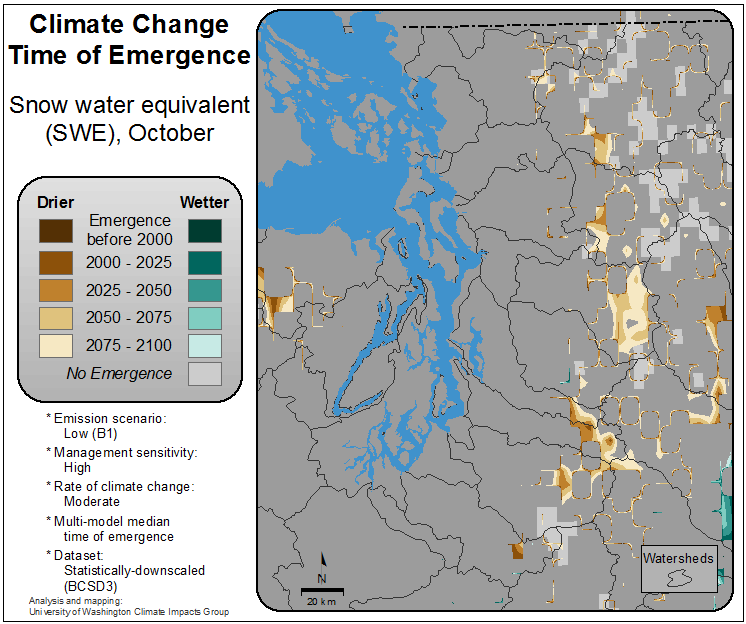 Climate Change
Time of Emergence
Snow water equivalent
(SWE), October
Drier
Wetter
Emergence
before 2000
2000 - 2025
2025 - 2050
2050 - 2075
2075 - 2100
No Emergence
* Emission scenario:
Low (B1)
* Management sensitivity:
High
* Rate of climate change:
Moderate
* Multi-model median
time of emergence
* Dataset:
Statistically-downscaled
(BCSD3)
Analysis and mapping:
University of Washington Climate Impacts Group
N
20 km
Watersheds